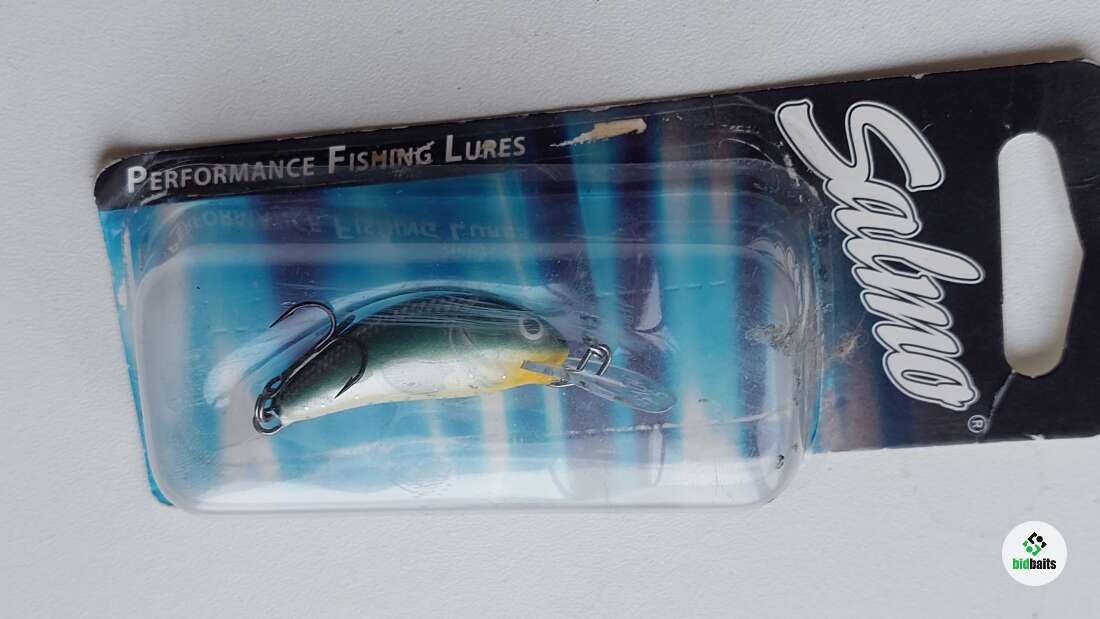 PERFORMANCE FISHING LURES
Salmo®
bidbaits